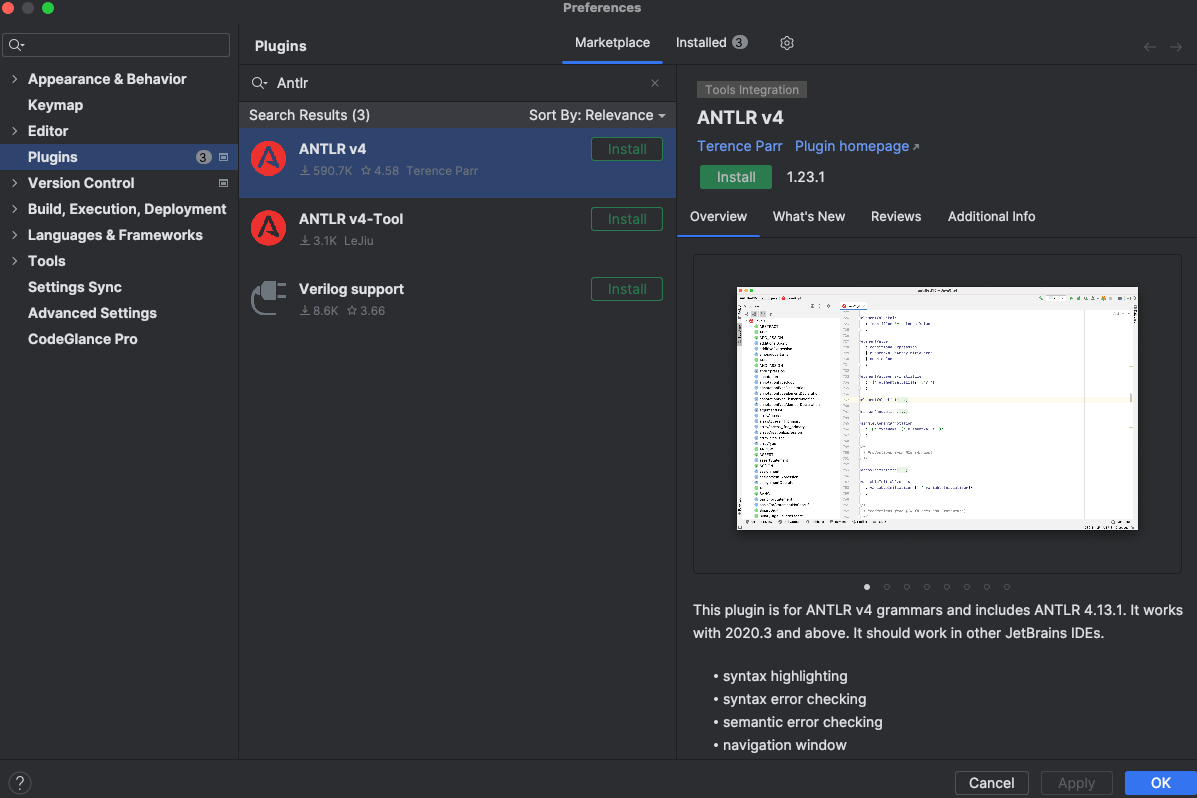 Preferences
Plugins
Marketplace
Installed 3
Appearance & Behavior
Keymap
Editor
Plugins 3
Version Control
Build, Execution, Deployment
Languages & Frameworks
Tools
Settings Sync
Advanced Settings
CodeGlance Pro
Antlr
Search Results (3) Sort By: Relevance
ANTLR v4 Install
590.7K 4.58 Terence Parr
ANTLR v4-Tool Install
3.1K LeJiu
Verilog support Install
8.6K 3.66
Tools Integration
ANTLR v4
Terence Parr Plugin homepage
Install 1.23.1
Overview What's New Reviews Additional Info
This plugin is for ANTLR v4 grammars and includes ANTLR 4.13.1. It works
with 2020.3 and above. It should work in other JetBrains IDEs.
• syntax highlighting
• syntax error checking
• semantic error checking
• navigation window
? Cancel Apply OK